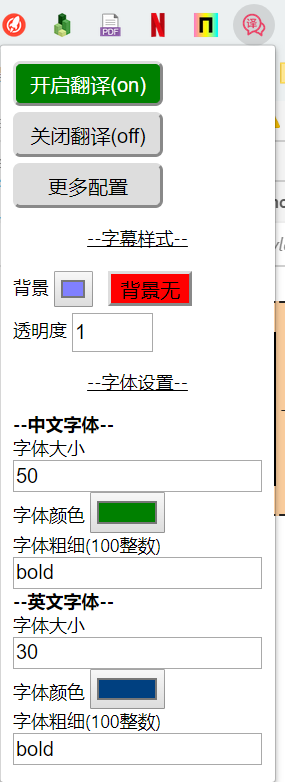 PDF
N
译
开启翻译(on)
关闭翻译(off)
更多配置
--字幕样式--
背景
背景无
透明度 1
--字体设置--
--中文字体--
字体大小
50
字体颜色
字体粗细(100整数)
bold
--英文字体--
字体大小
30
字体颜色
字体粗细(100整数)
bold